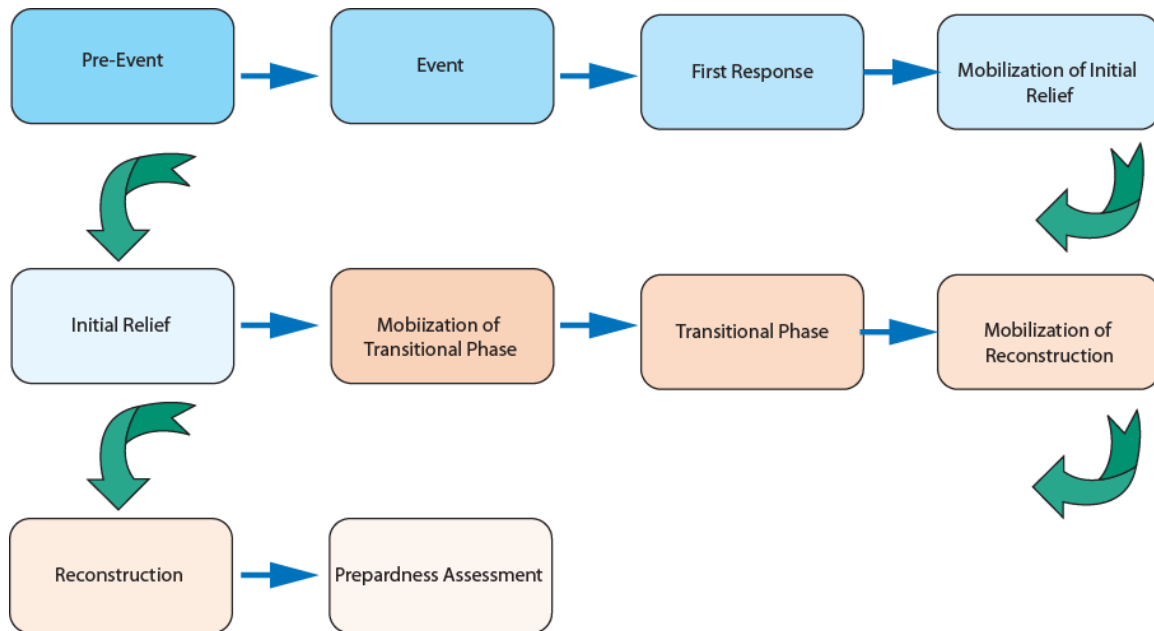 Pre-Event
Event
First Response
Mobilization of Initial
Relief
Initial Relief
Mobiization of
Transitional Phase
Transitional Phase
Mobilization of
Reconstruction
Reconstruction
Prepardness Assessment